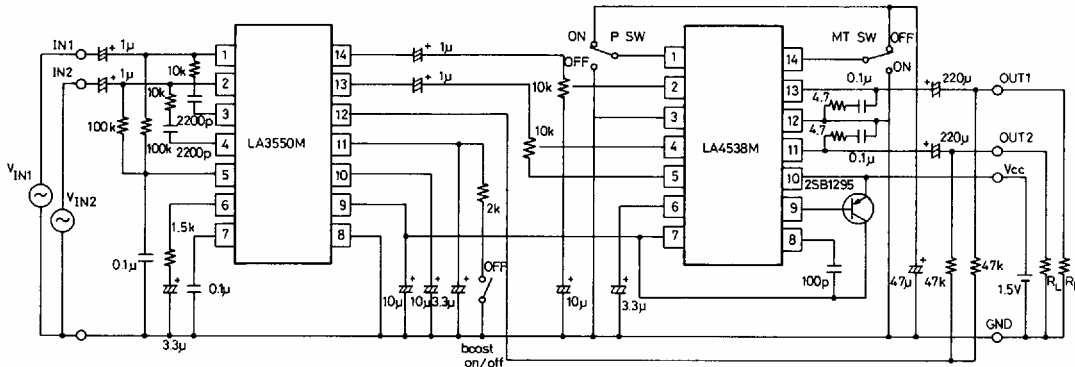 IN1
1μ
IN2
1μ
10k
10k
2200p
2200p
100k
100k
VIN1
VIN2
0.1μ
1.5k
3.3μ
0.1μ
1
2
3
4
5
6
7
LA3550M
14
13
12
11
10
9
8
1μ
1μ
10k
10k
2k
OFF
10μ
10μ
3.3μ
boost
on/off
10μ
3.3μ
ON
P SW
OFF
1
2
3
4
5
6
7
LA4538M
14
13
12
11
10
9
8
MT SW
OFF
ON
0.1μ
4.7
4.7
0.1μ
220μ
OUT1
220μ
OUT2
Vcc
2SB1295
100p
47μ
47k
47k
1.5V
RL
GND